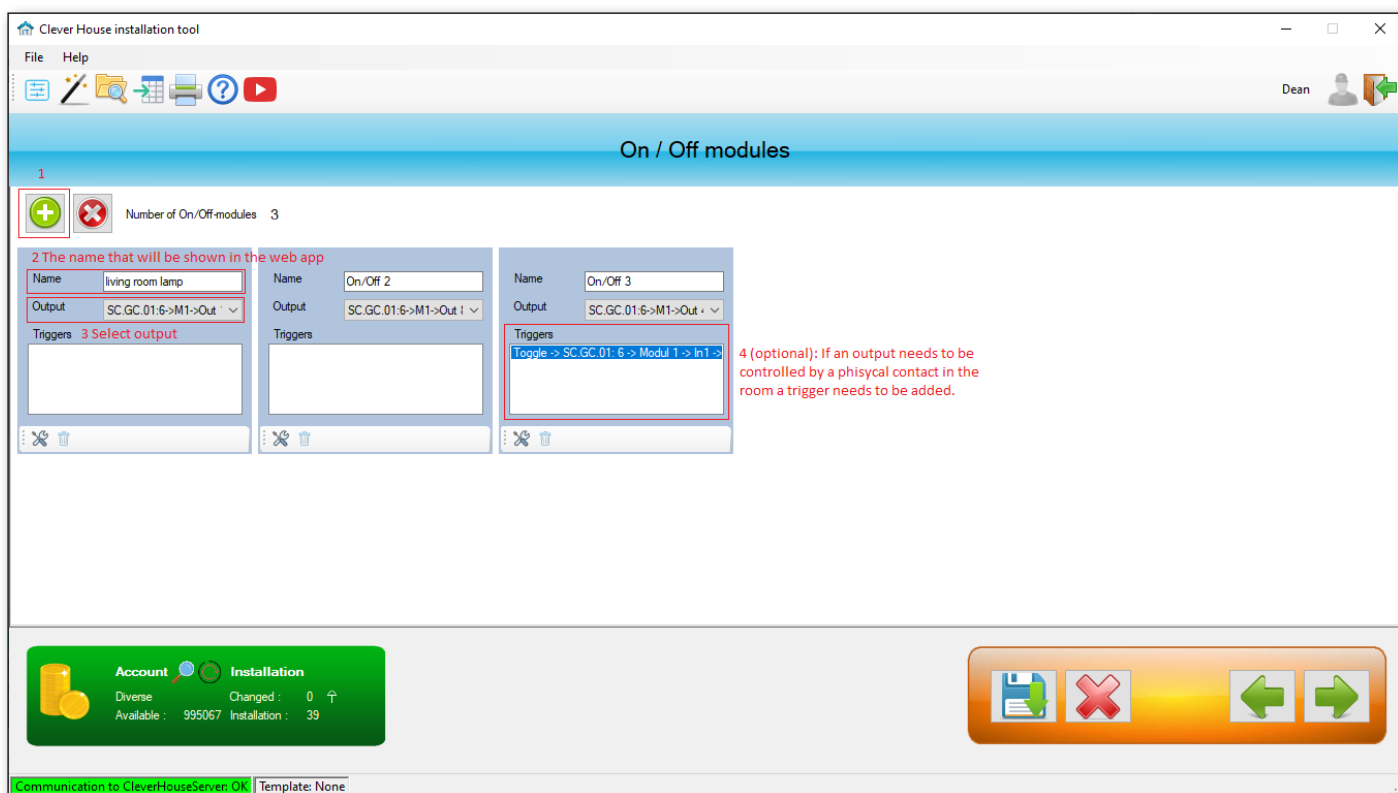 Clever House installation tool
File Help
Dean
On / Off modules
1
Number of On/Off-modules 3
2 The name that will be shown in the web app
Name living room lamp
Output SC.GC.01:6->M1->Out
Triggers 3 Select output
Name On/Off 2
Output SC.GC.01:6->M1->Out
Triggers
Name On/Off 3
Output SC.GC.01:6->M1->Out
Triggers
Toggle -> SC.GC.01: 6 -> Modul 1 -> In1 ->
4 (optional): If an output needs to be
controlled by a phisycal contact in the
room a trigger needs to be added.
Account Installation
Diverse Changed : 0
Available : 995067 Installation : 39
Communication to CleverHouseServer: OK Template: None